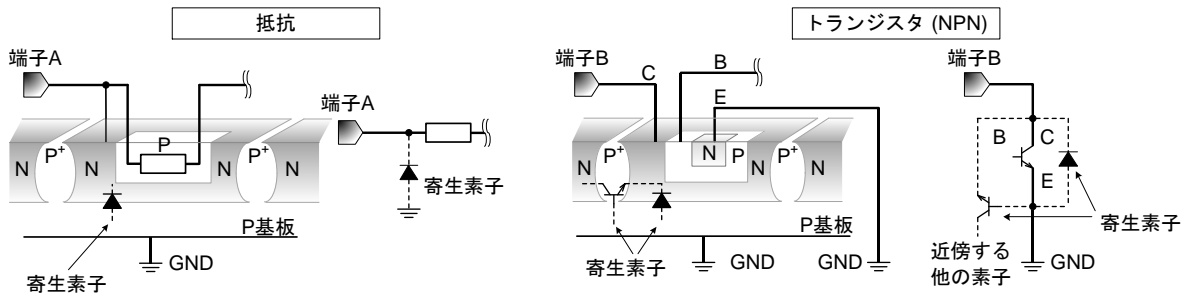 抵抗
端子A
P
N P+ N N P+ N
寄生素子
P基板
GND
端子A
寄生素子
トランジスタ (NPN)
端子B
C
B
E
N P+ N N P P+ N
P基板
寄生素子
GND
GND
端子B
B C
E
寄生素子
近傍する
他の素子
GND